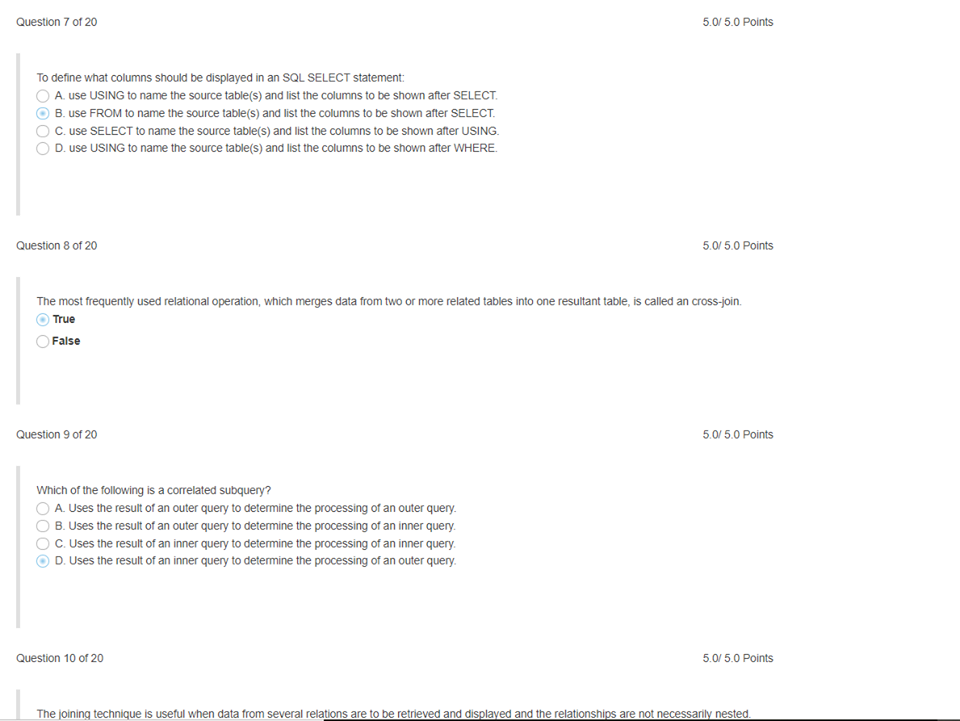 Question 7 of 20
5.0/ 5.0 Points
To define what columns should be displayed in an SQL SELECT statement:
A. use USING to name the source table(s) and list the columns to be shown after SELECT.
B. use FROM to name the source table(s) and list the columns to be shown after SELECT.
C. use SELECT to name the source table(s) and list the columns to be shown after USING.
D. use USING to name the source table(s) and list the columns to be shown after WHERE.
Question 8 of 20
5.0/ 5.0 Points
The most frequently used relational operation, which merges data from two or more related tables into one resultant table, is called an cross-join.
True
False
Question 9 of 20
5.0/ 5.0 Points
Which of the following is a correlated subquery?
A. Uses the result of an outer query to determine the processing of an outer query.
B. Uses the result of an outer query to determine the processing of an inner query.
C. Uses the result of an inner query to determine the processing of an inner query.
D. Uses the result of an inner query to determine the processing of an outer query.
Question 10 of 20
5.0/ 5.0 Points
The joining technique is useful when data from several relations are to be retrieved and displayed and the relationships are not necessarily nested.